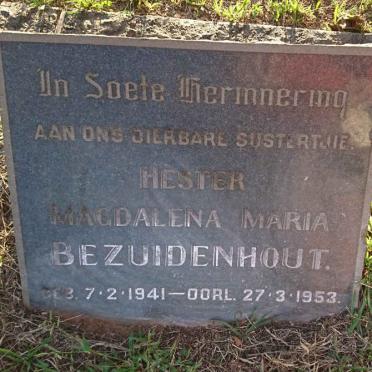 In Soete Herinnering
AAN ONS DIERBARE SUSTERTJIE.
HESTER
MAGDALENA MARIA
BEZUIDENHOUT.
GEB. 7·2·1941—OORL. 27·3·1953.